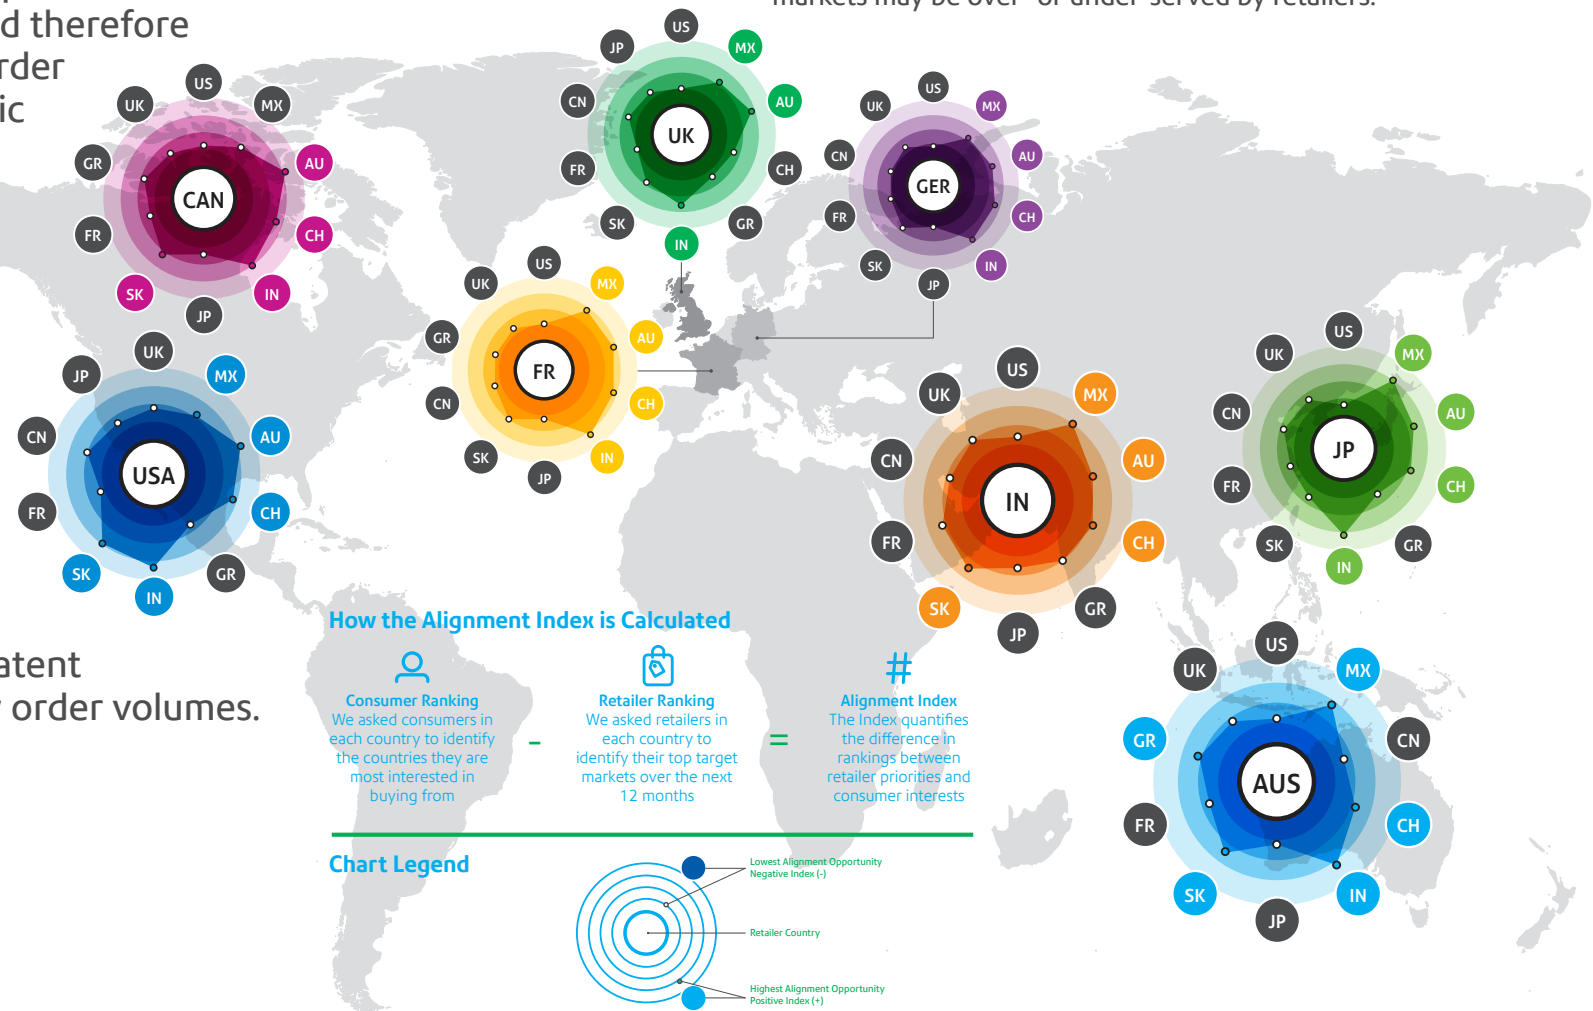 d therefore
rder
ic
markets may be over- or under-served by retailers.
US
MX
AU
CH
IN
JP
SK
FR
GR
UK
CAN
US
MX
AU
CH
GR
IN
SK
FR
CN
JP
UK
US
MX
AU
CH
IN
JP
SK
FR
CN
UK
GER
US
MX
AU
CH
IN
JP
SK
CN
GR
UK
FR
UK
MX
AU
CH
GR
IN
SK
FR
CN
JP
USA
US
MX
AU
CH
GR
JP
SK
FR
CN
UK
IN
US
MX
AU
CH
GR
IN
SK
FR
CN
UK
JP
US
MX
CN
CH
IN
JP
SK
FR
GR
UK
AUS
atent
order volumes.
How the Alignment Index is Calculated
Consumer Ranking
We asked consumers in
each country to identify
the countries they are
most interested in
buying from
-
Retailer Ranking
We asked retailers in
each country to
identify their top target
markets over the next
12 months
=
#
Alignment Index
The Index quantifies
the difference in
rankings between
retailer priorities and
consumer interests
Chart Legend
Lowest Alignment Opportunity
Negative Index (-)
Retailer Country
Highest Alignment Opportunity
Positive Index (+)